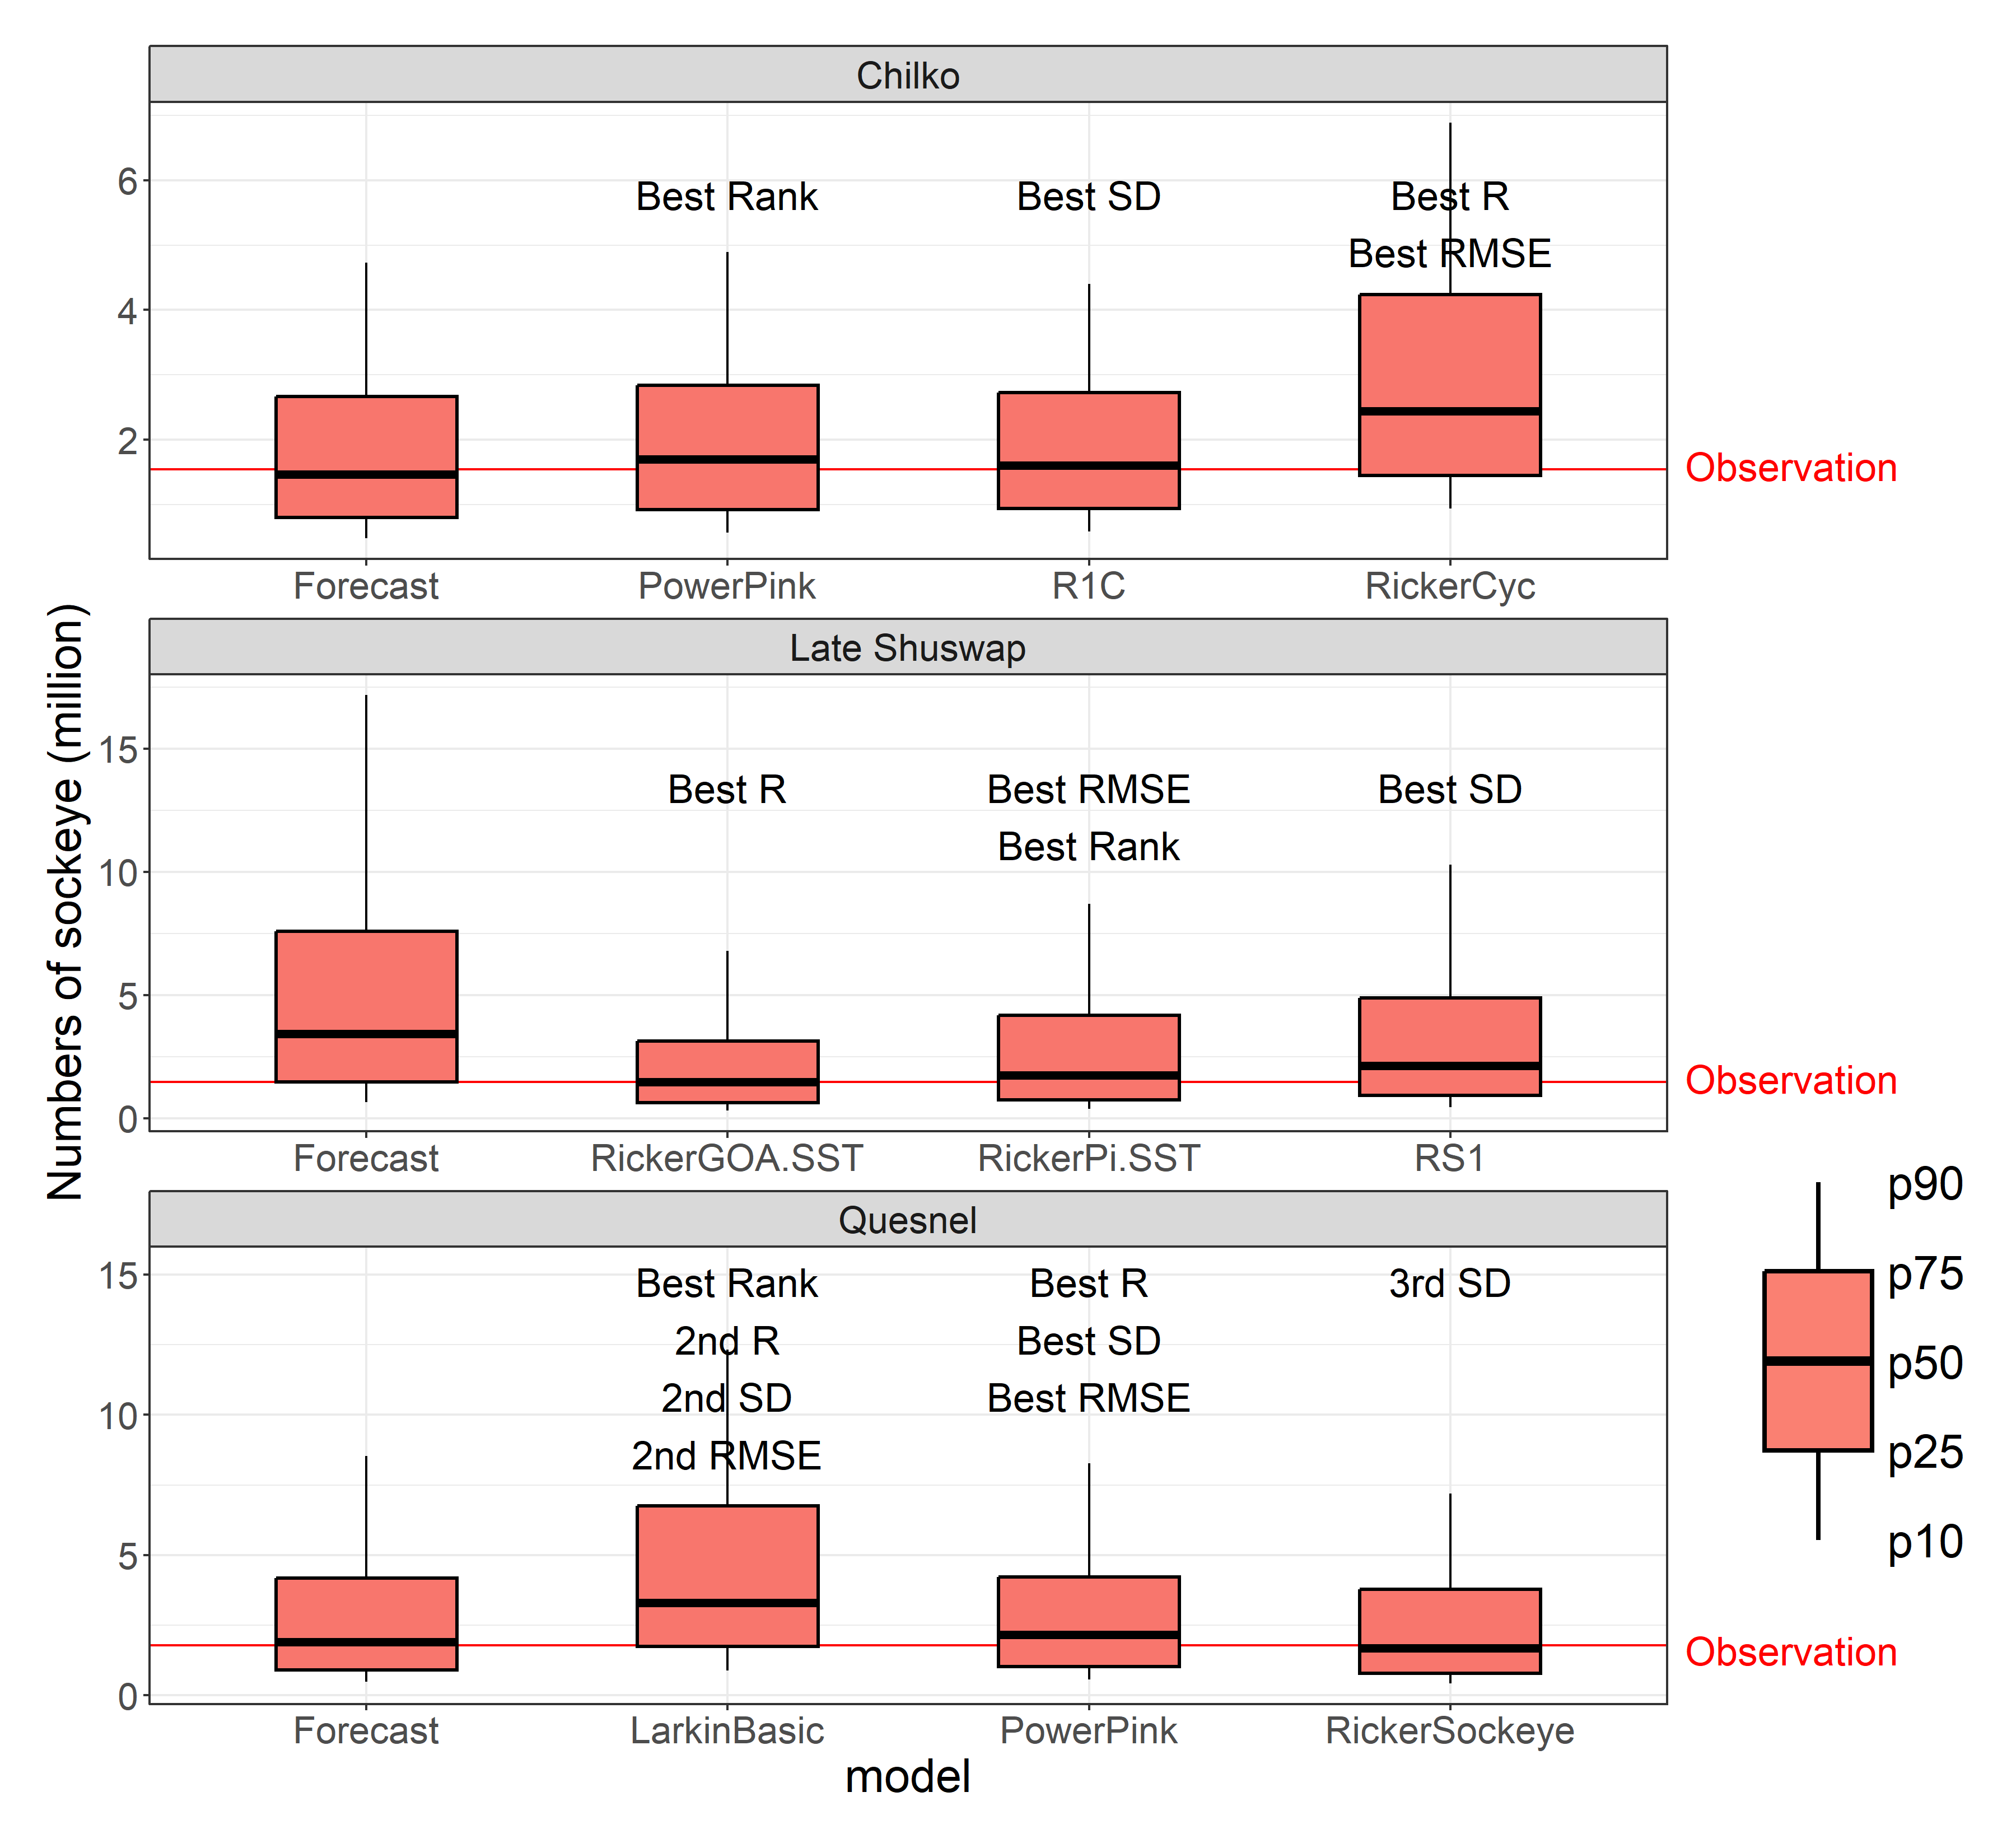 Chilko
6
4
2
Best Rank
Best SD
Best R
Best RMSE
Observation
Forecast
PowerPink
R1C
RickerCyc
Numbers of sockeye (million)
Late Shuswap
15
10
5
0
Best R
Best RMSE
Best Rank
Best SD
Observation
Forecast
RickerGOA.SST
RickerPi.SST
RS1
Quesnel
15
10
5
0
Best Rank
2nd R
2nd SD
2nd RMSE
Best R
Best SD
Best RMSE
3rd SD
Observation
Forecast
LarkinBasic
PowerPink
RickerSockeye
model
p90
p75
p50
p25
p10